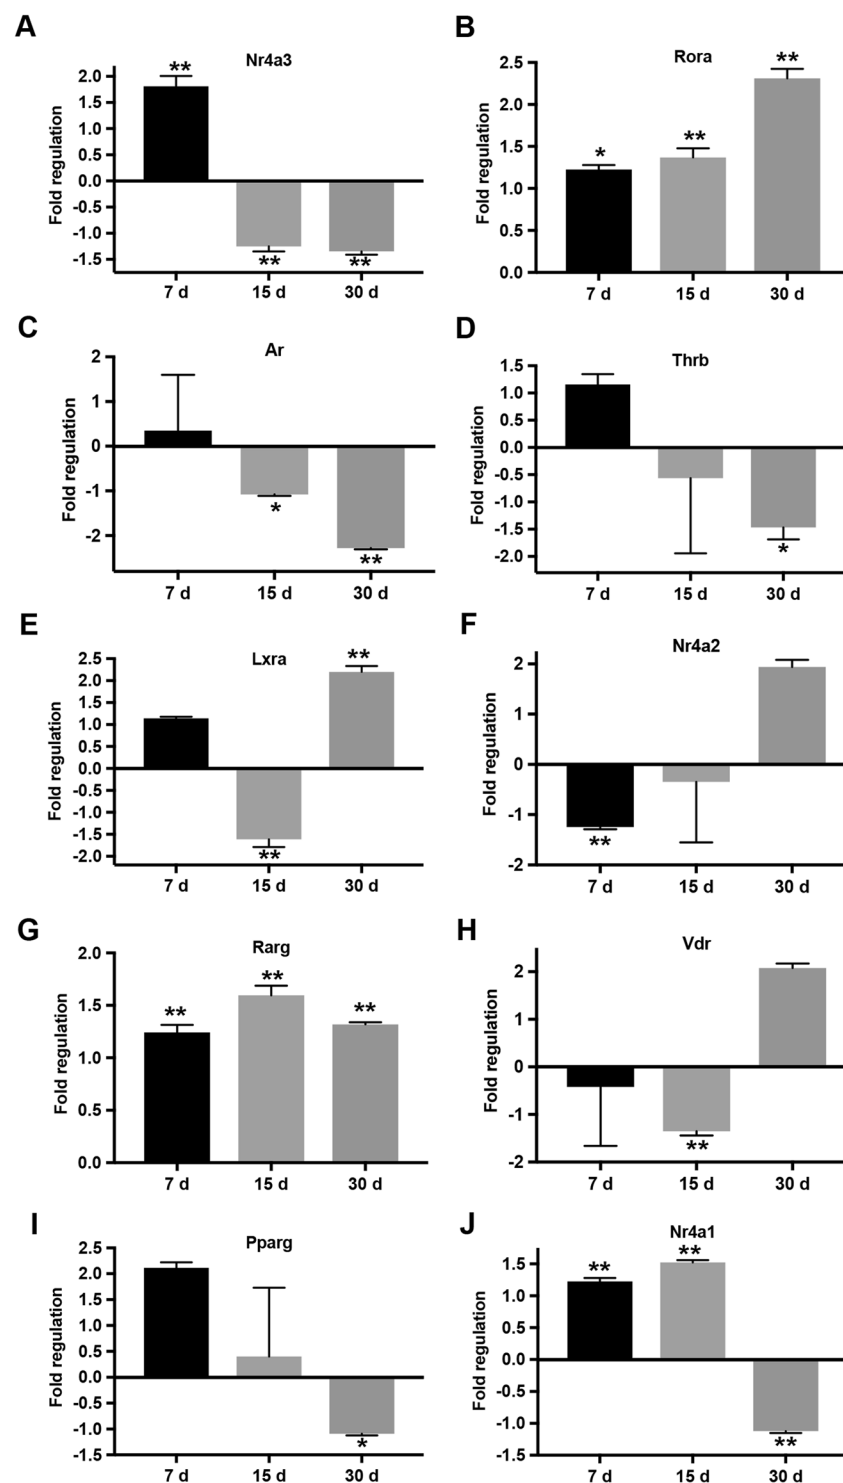 A
Nr4a3
Fold regulation
2.0
1.5
1.0
0.5
0.0
-0.5
-1.0
-1.5
**
**
**
7 d 15 d 30 d
B
Rora
Fold regulation
2.5
2.0
1.5
1.0
0.5
0.0
*
**
**
7 d 15 d 30 d
C
Ar
Fold regulation
2
1
0
-1
-2
*
**
7 d 15 d 30 d
D
Thrb
Fold regulation
1.5
1.0
0.5
0.0
-0.5
-1.0
-1.5
-2.0
*
7 d 15 d 30 d
E
Lxra
Fold regulation
2.5
2.0
1.5
1.0
0.5
0.0
-0.5
-1.0
-1.5
-2.0
**
**
7 d 15 d 30 d
F
Nr4a2
Fold regulation
2
1
0
-1
-2
**
7 d 15 d 30 d
G
Rarg
Fold regulation
2.0
1.5
1.0
0.5
0.0
**
**
**
7 d 15 d 30 d
H
Vdr
Fold regulation
2
1
0
-1
-2
**
7 d 15 d 30 d
I
Pparg
Fold regulation
2.5
2.0
1.5
1.0
0.5
0.0
-0.5
-1.0
-1.5
*
7 d 15 d 30 d
J
Nr4a1
Fold regulation
1.5
1.0
0.5
0.0
-0.5
-1.0
-1.5
**
**
**
7 d 15 d 30 d